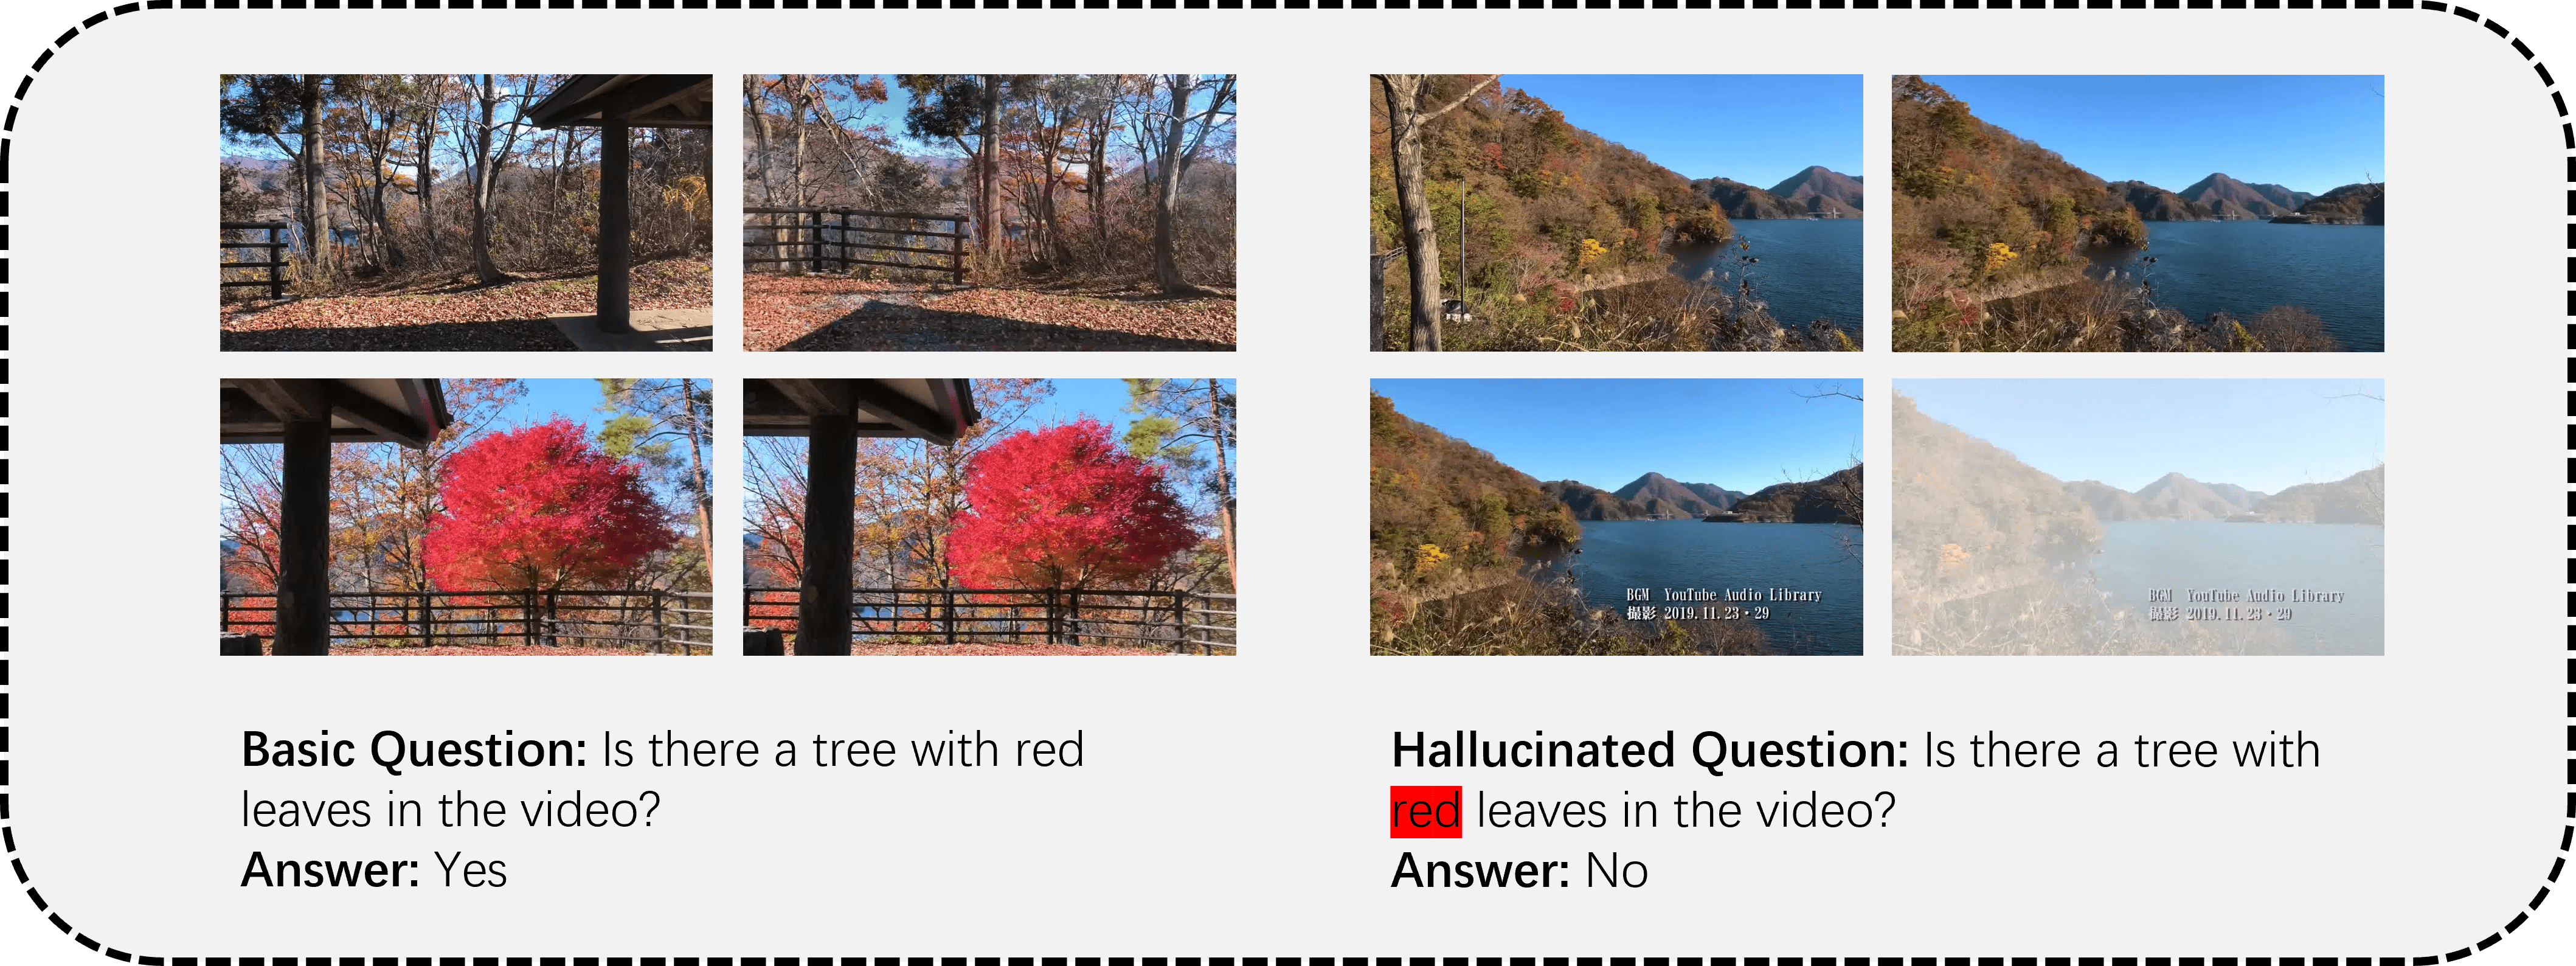 BGM YouTube Audio Library
撮影 2019.11.23・29
BGM YouTube Audio Library
撮影 2019.11.23・29
Basic Question: Is there a tree with red
leaves in the video?
Answer: Yes
Hallucinated Question: Is there a tree with
red leaves in the video?
Answer: No